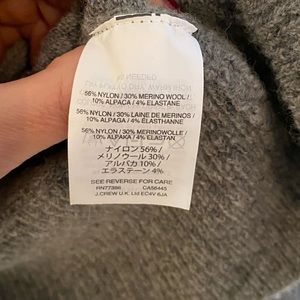 56% NYLON / 30% MERINO WOOL /
10% ALPACA / 4% ELASTANE
56% NYLON / 30% LAINE DE MERINOS /
10% ALPAGA / 4% ÉLASTHANNE
56% NYLON / 30% MERINOWOLLE /
10% ALPAKA / 4% ELASTAN
ナイロン 56% /
メリノウール 30% /
アルパカ 10% /
エラステーン 4%
SEE REVERSE FOR CARE
RN77388 CA56445
J.CREW U.K. Ltd EC4V 6JA